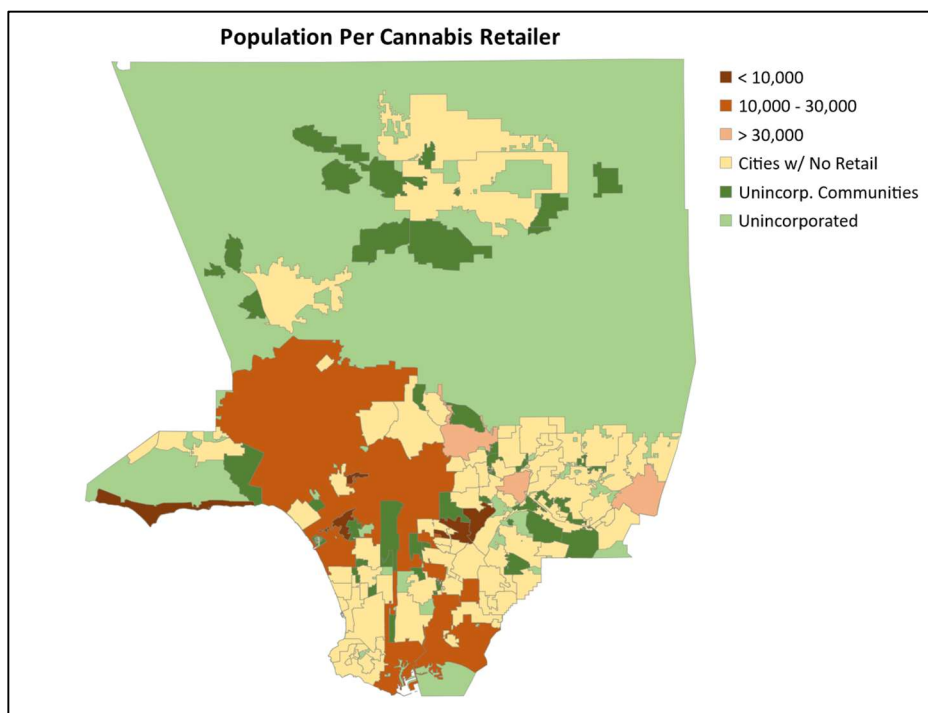 Population Per Cannabis Retailer
< 10,000
10,000 - 30,000
> 30,000
Cities w/ No Retail
Unincorp. Communities
Unincorporated